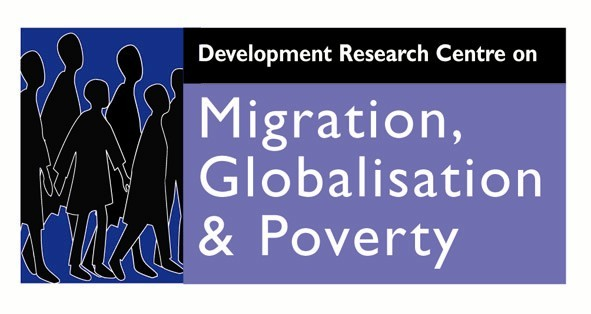 Development Research Centre on
Migration,
Globalisation
& Poverty